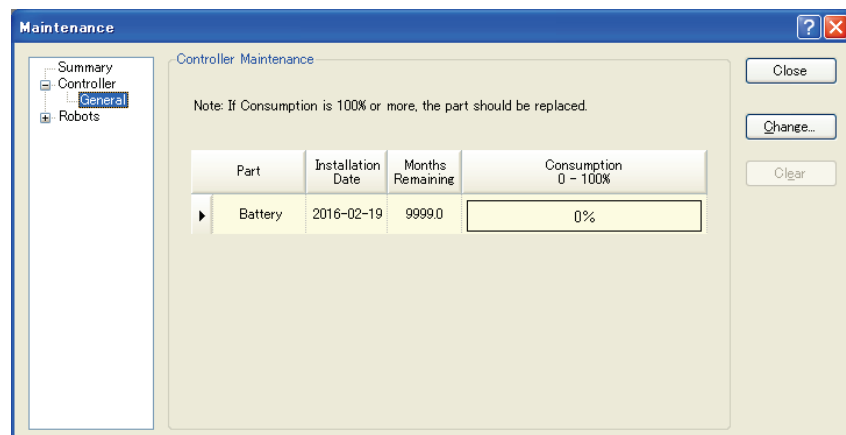 Maintenance
Summary
Controller
General
Robots
Controller Maintenance
Note: If Consumption is 100% or more, the part should be replaced.
Part
Installation
Date
Months
Remaining
Consumption
0 - 100%
Battery
2016-02-19
9999.0
0%
Close
Change...
Clear